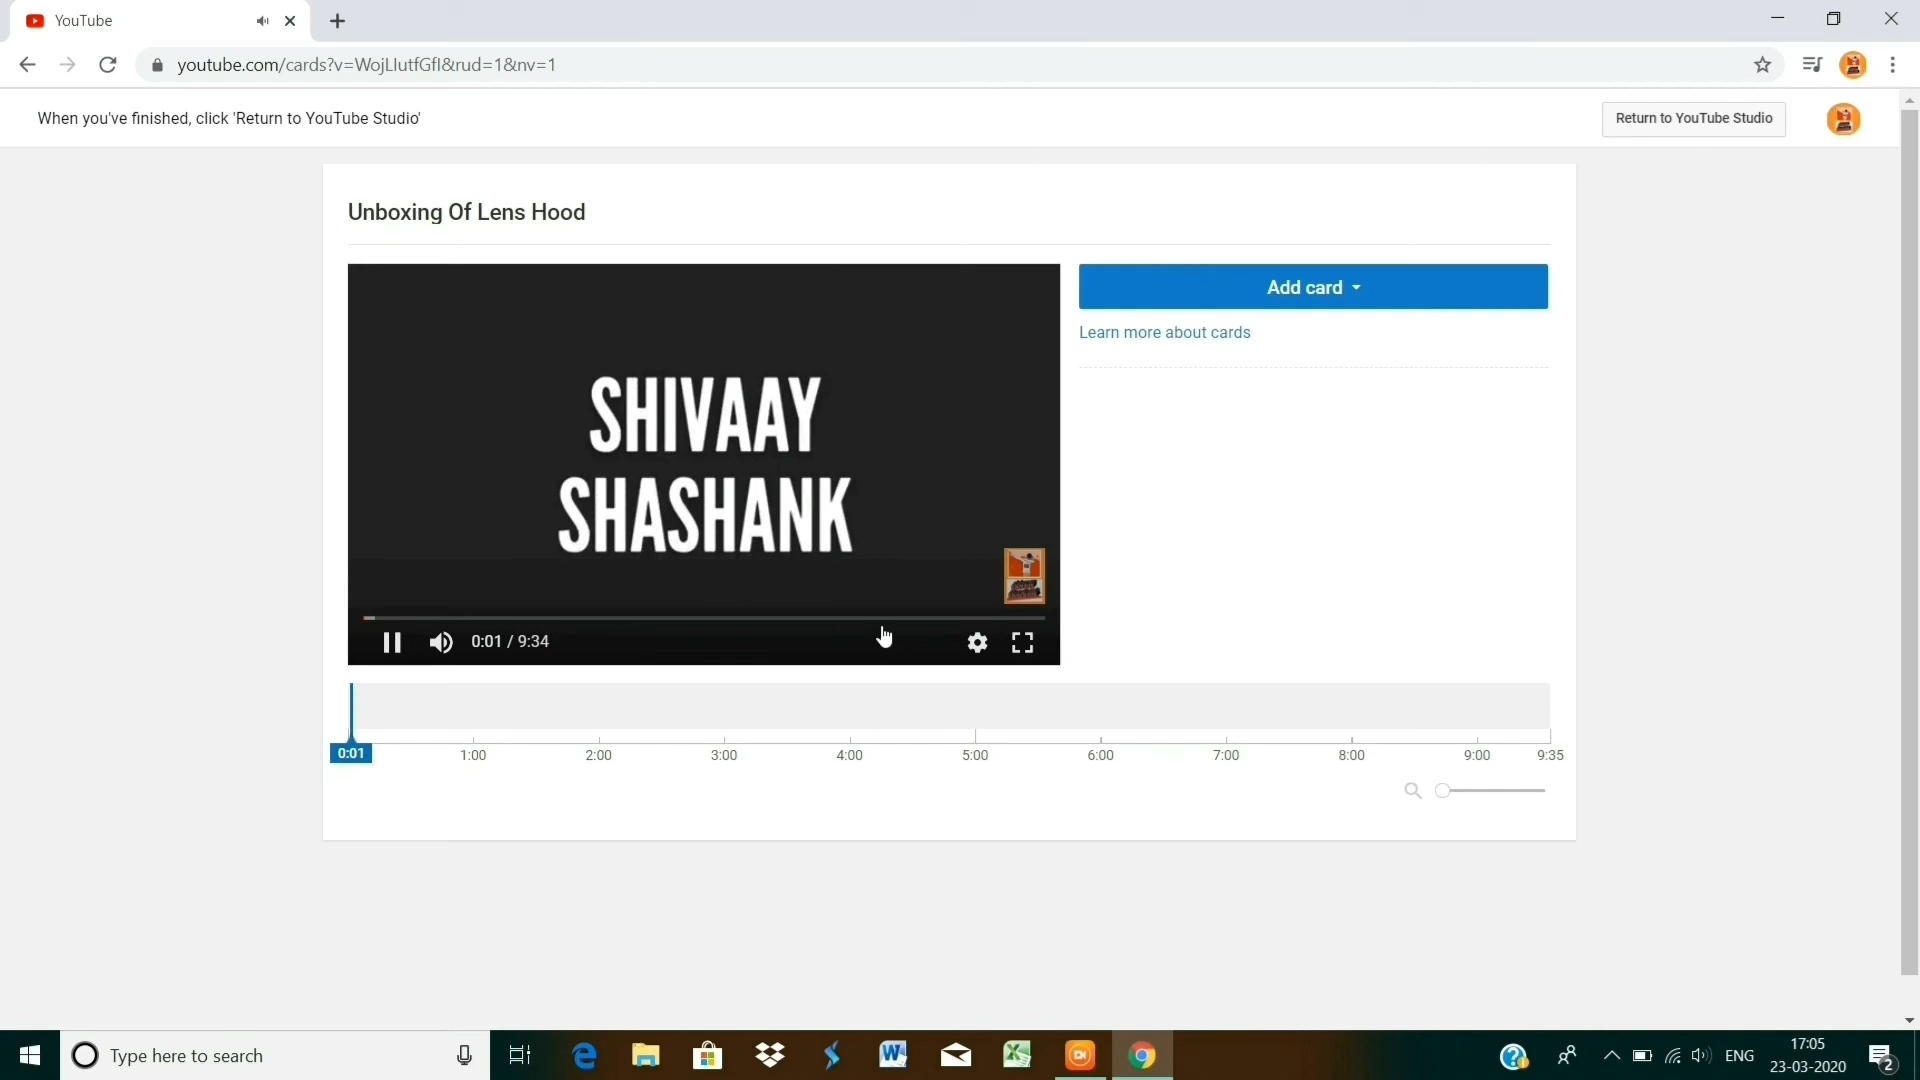 YouTube
youtube.com/cards?v=WojLlutfGfI&rud=1&nv=1
When you've finished, click 'Return to YouTube Studio'
Return to YouTube Studio
Unboxing Of Lens Hood
SHIVAAY
SHASHANK
0:01 / 9:34
Add card
Learn more about cards
0:01 1:00 2:00 3:00 4:00 5:00 6:00 7:00 8:00 9:00 9:35
Type here to search
ENG
17:05
23-03-2020
2